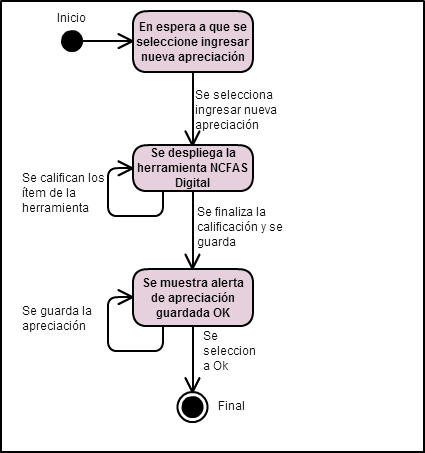 Inicio
En espera a que se
seleccione ingresar
nueva apreciación
Se selecciona
ingresar nueva
apreciación
Se despliega la
herramienta NCFAS
Digital
Se califican los
ítem de la
herramienta
Se finaliza la
calificación y se
guarda
Se muestra alerta
de apreciación
guardada OK
Se guarda la
apreciación
Se
seleccion
a Ok
Final